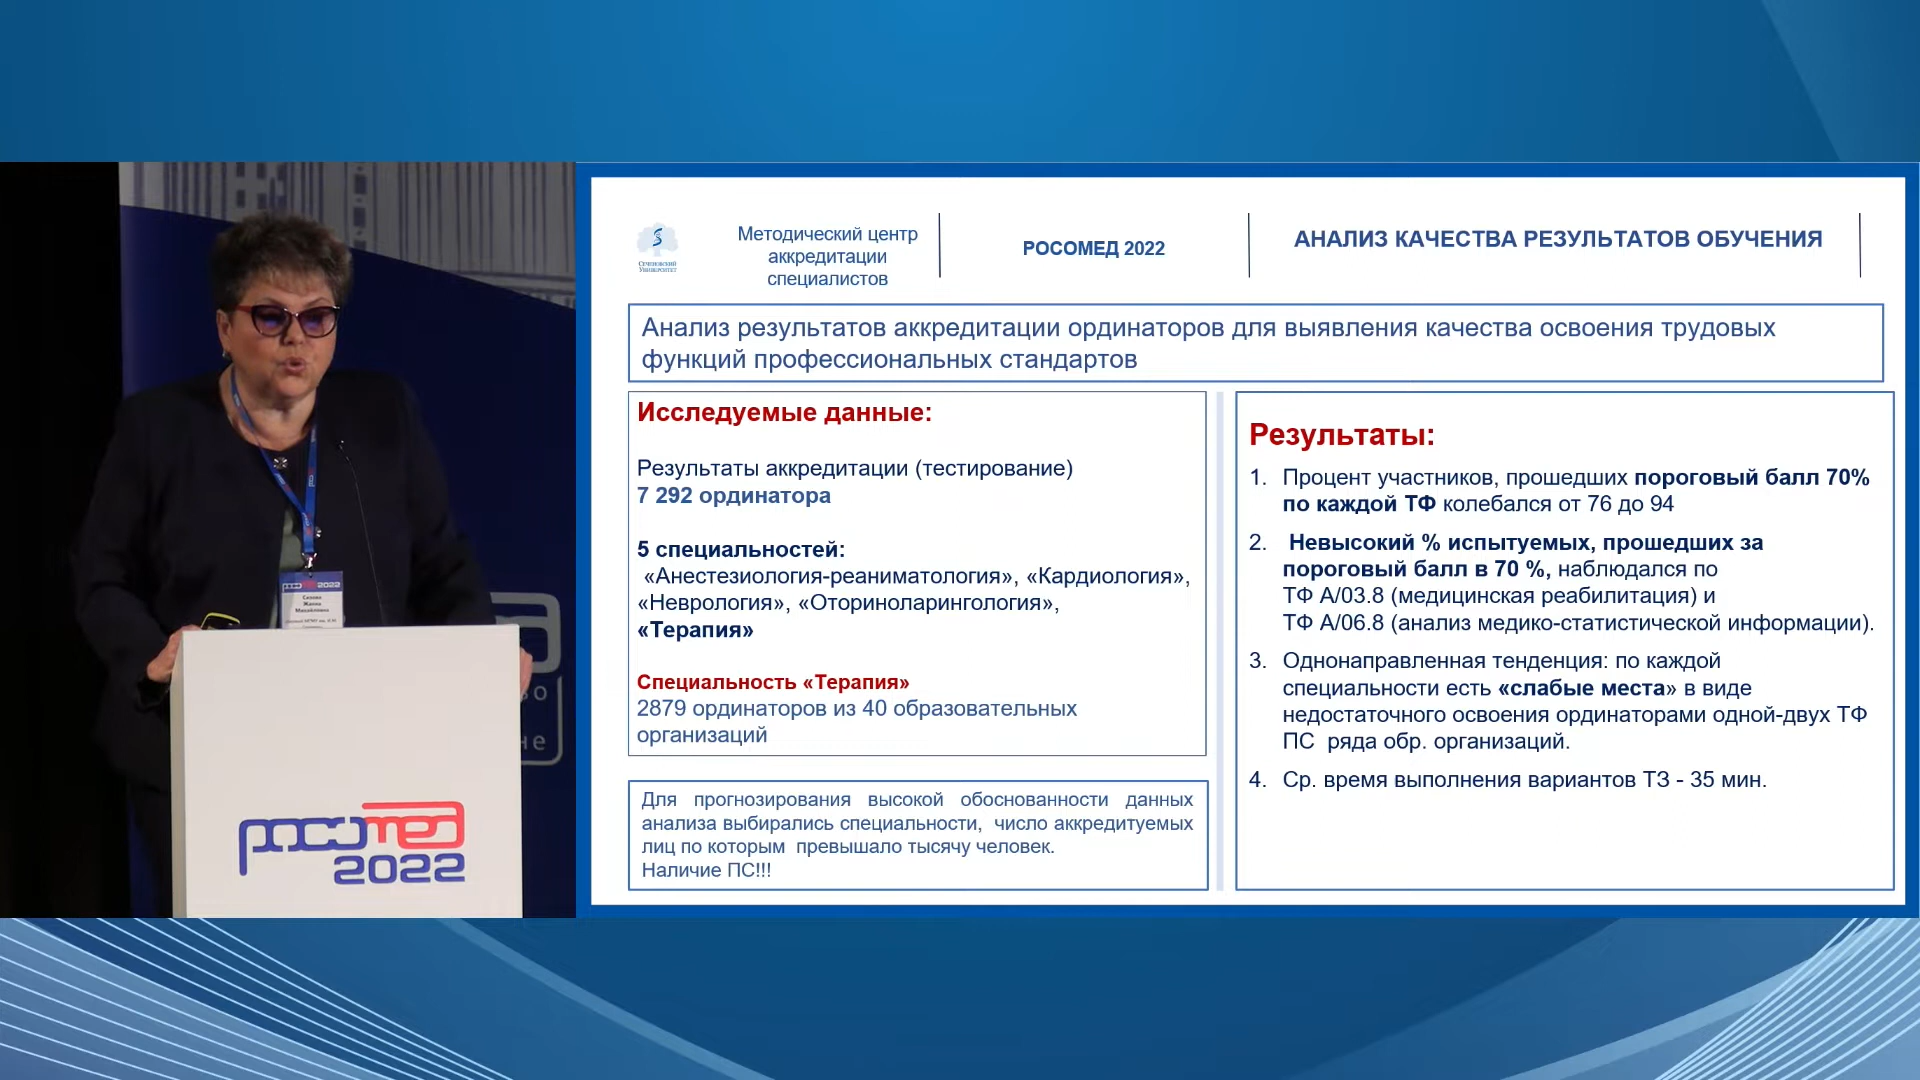 Методический центр
аккредитации
специалистов
РОСОМЕД 2022
АНАЛИЗ КАЧЕСТВА РЕЗУЛЬТАТОВ ОБУЧЕНИЯ
Сеченовский
Университет
Анализ результатов аккредитации ординаторов для выявления качества освоения трудовых
функций профессиональных стандартов
Исследуемые данные:
Результаты аккредитации (тестирование)
7 292 ординатора
5 специальностей:
«Анестезиология-реаниматология», «Кардиология»,
«Неврология», «Оториноларингология»,
«Терапия»
Специальность «Терапия»
2879 ординаторов из 40 образовательных
организаций
Для прогнозирования высокой обоснованности данных
анализа выбирались специальности, число аккредитуемых
лиц по которым превышало тысячу человек.
Наличие ПС!!!
Результаты:
1. Процент участников, прошедших пороговый балл 70%
по каждой ТФ колебался от 76 до 94
2. Невысокий % испытуемых, прошедших за
пороговый балл в 70 %, наблюдался по
ТФ А/03.8 (медицинская реабилитация) и
ТФ А/06.8 (анализ медико-статистической информации).
3. Однонаправленная тенденция: по каждой
специальности есть «слабые места» в виде
недостаточного освоения ординаторами одной-двух ТФ
ПС ряда обр. организаций.
4. Ср. время выполнения вариантов ТЗ - 35 мин.
росомед
2022
Сизова
Жанна
Михайловна